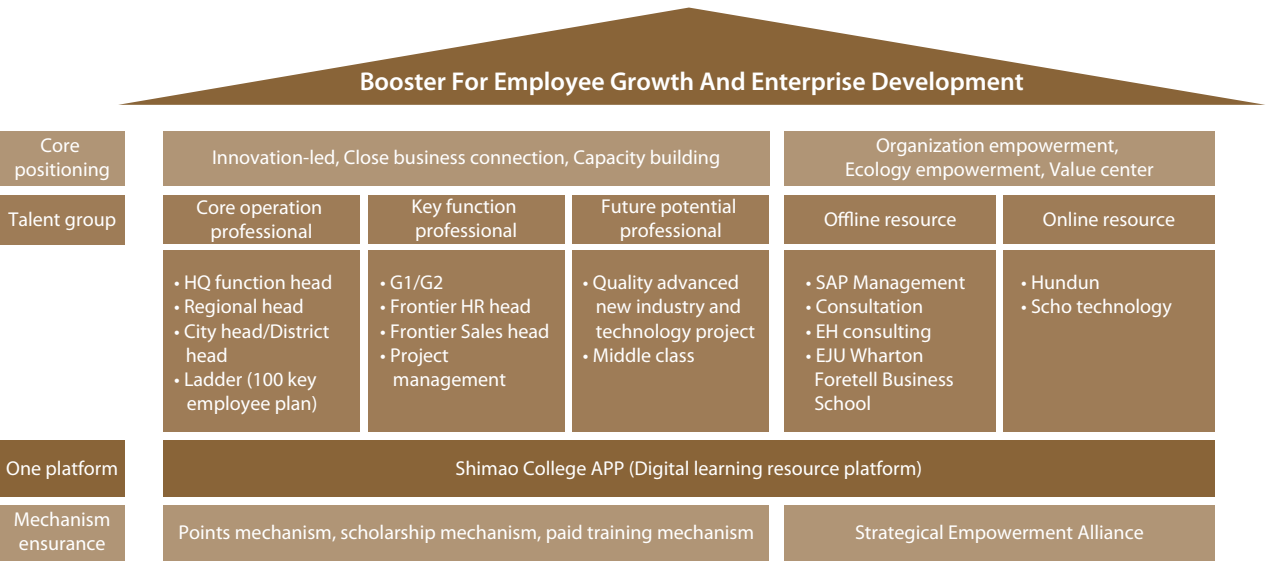 Booster For Employee Growth And Enterprise Development
Core
positioning
Innovation-led, Close business connection, Capacity building
Organization empowerment,
Ecology empowerment, Value center
Talent group
Core operation
professional
Key function
professional
Future potential
professional
Offline resource
Online resource
• HQ function head
• Regional head
• City head/District
head
• Ladder (100 key
employee plan)
• G1/G2
• Frontier HR head
• Frontier Sales head
• Project
management
• Quality advanced
new industry and
technology project
• Middle class
• SAP Management
• Consultation
• EH consulting
• EJU Wharton
Foretell Business
School
• Hundun
• Scho technology
One platform
Shimao College APP (Digital learning resource platform)
Mechanism
ensurance
Points mechanism, scholarship mechanism, paid training mechanism
Strategical Empowerment Alliance